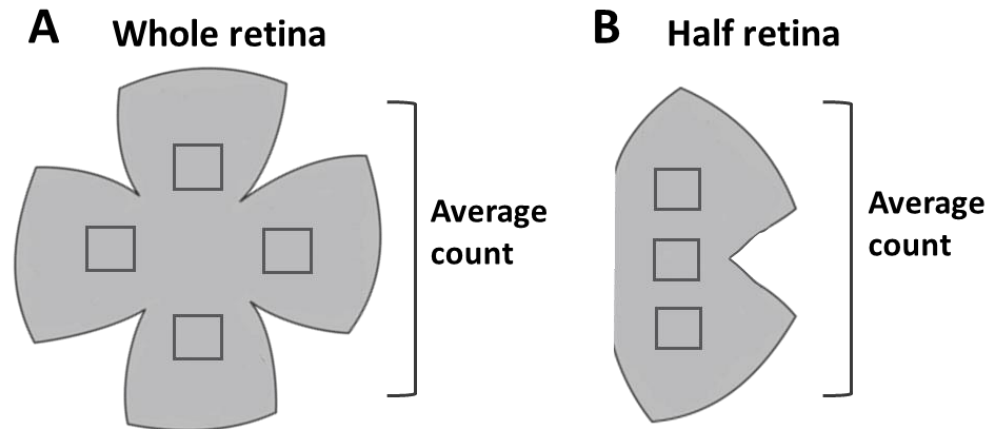 A Whole retina
Average
count
B Half retina
Average
count